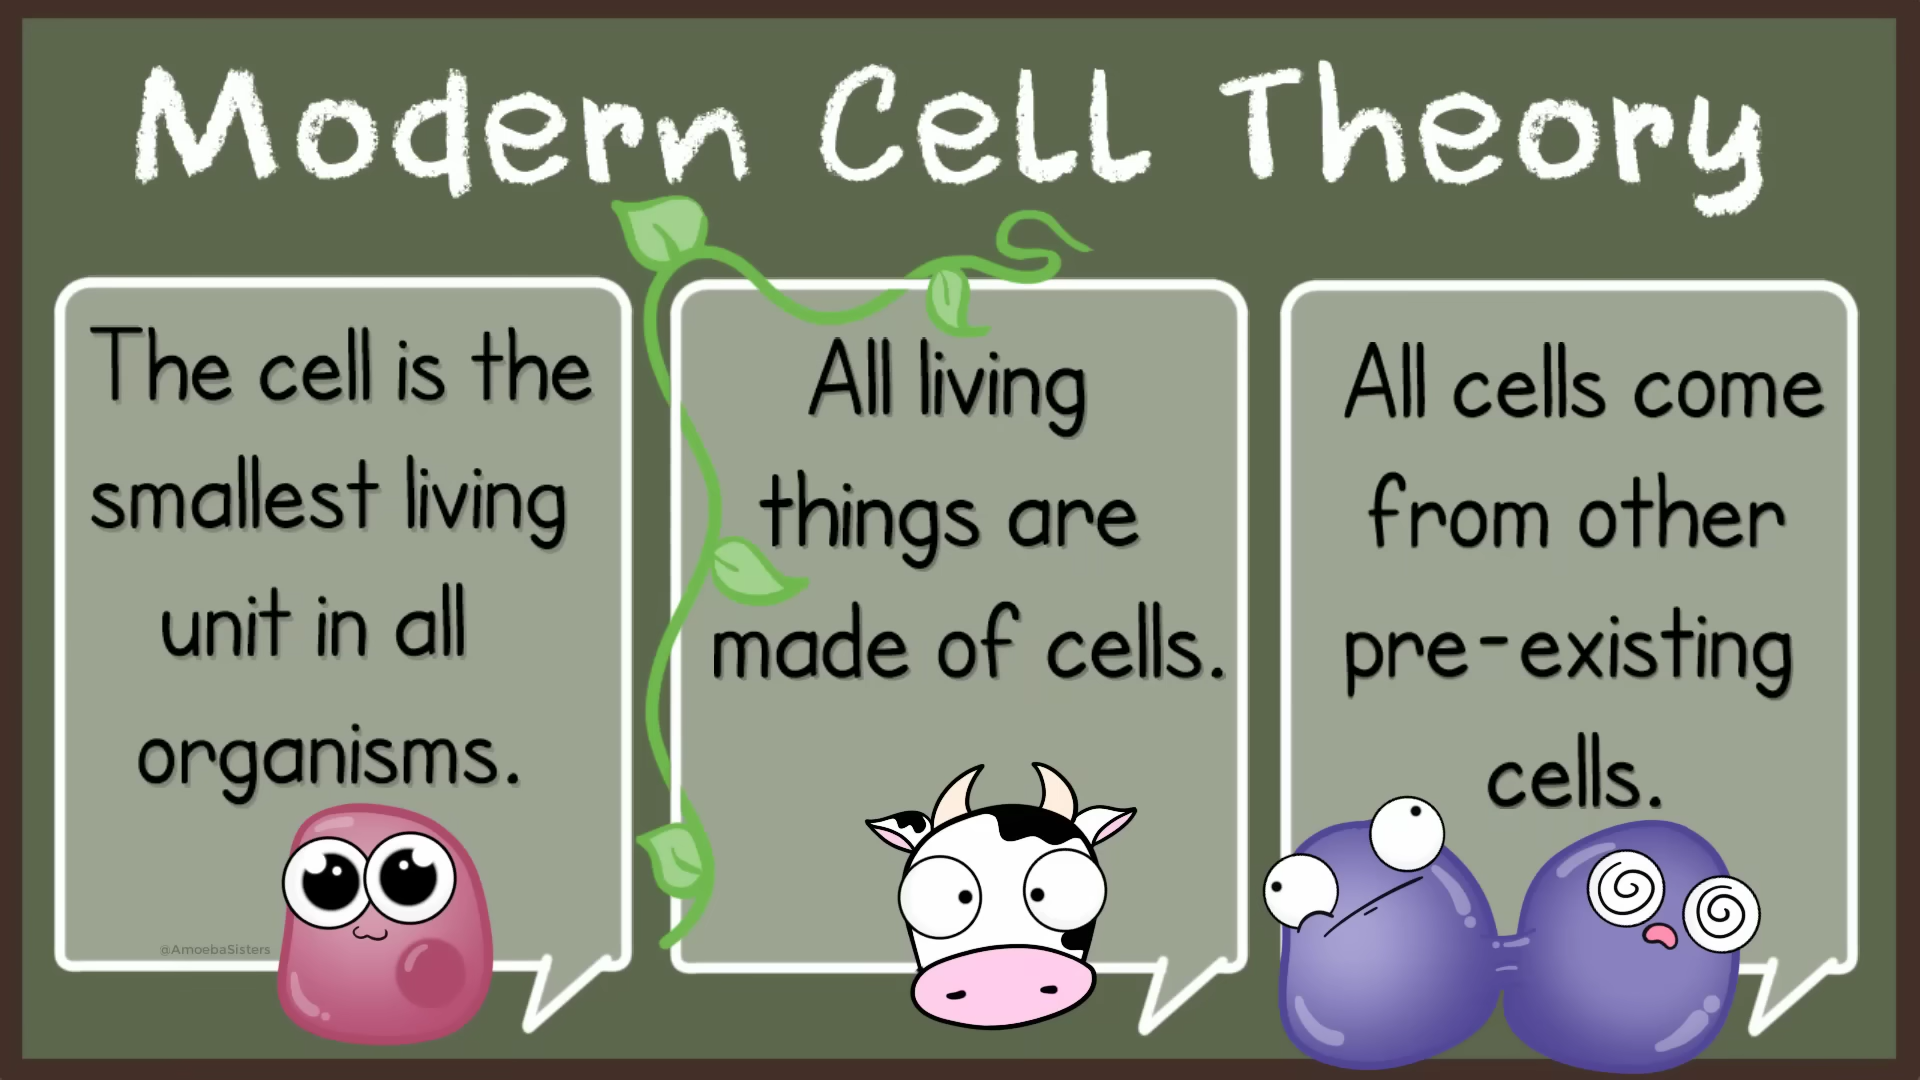 Modern Cell Theory
The cell is the
smallest living
unit in all
organisms.
@AmoebaSisters
All living
things are
made of cells.
All cells come
from other
pre-existing
cells.